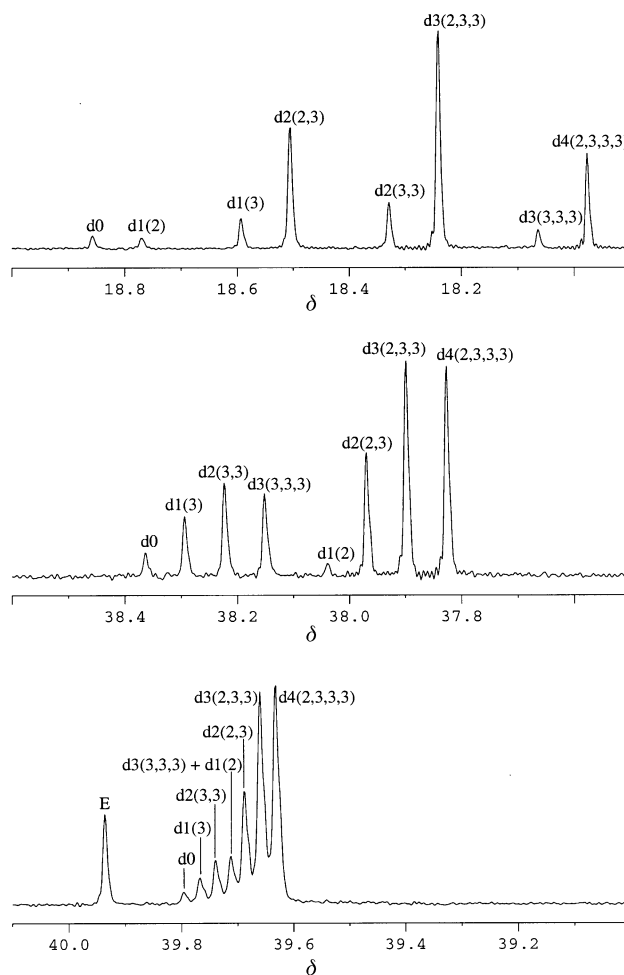 d3(2,3,3)
d2(2,3)
d4(2,3,3,3)
d1(3)
d2(3,3)
d0
d1(2)
d3(3,3,3)
18.8 18.6 18.4 18.2
δ
d3(2,3,3)
d4(2,3,3,3)
d2(2,3)
d2(3,3)
d3(3,3,3)
d1(3)
d0
d1(2)
38.4 38.2 38.0 37.8
δ
d3(2,3,3)
d4(2,3,3,3)
d2(2,3)
d3(3,3,3) + d1(2)
d2(3,3)
E
d1(3)
d0
40.0 39.8 39.6 39.4 39.2
δ